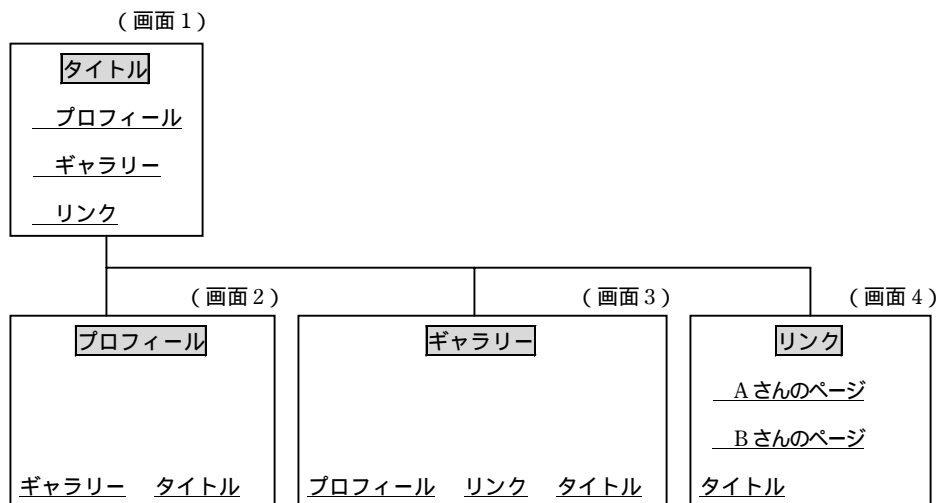 (画面1)
タイトル
プロフィール
ギャラリー
リンク
(画面2) (画面3) (画面4)
プロフィール ギャラリー リンク
Aさんのページ
Bさんのページ
ギャラリー タイトル プロフィール リンク タイトル タイトル